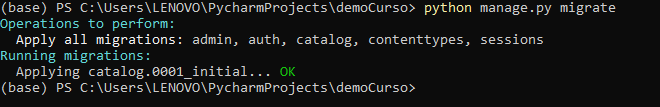 (base) PS C:\Users\LENOVO\PycharmProjects\demoCurso> python manage.py migrate
Operations to perform:
  Apply all migrations: admin, auth, catalog, contenttypes, sessions
Running migrations:
  Applying catalog.0001_initial... OK
(base) PS C:\Users\LENOVO\PycharmProjects\demoCurso>